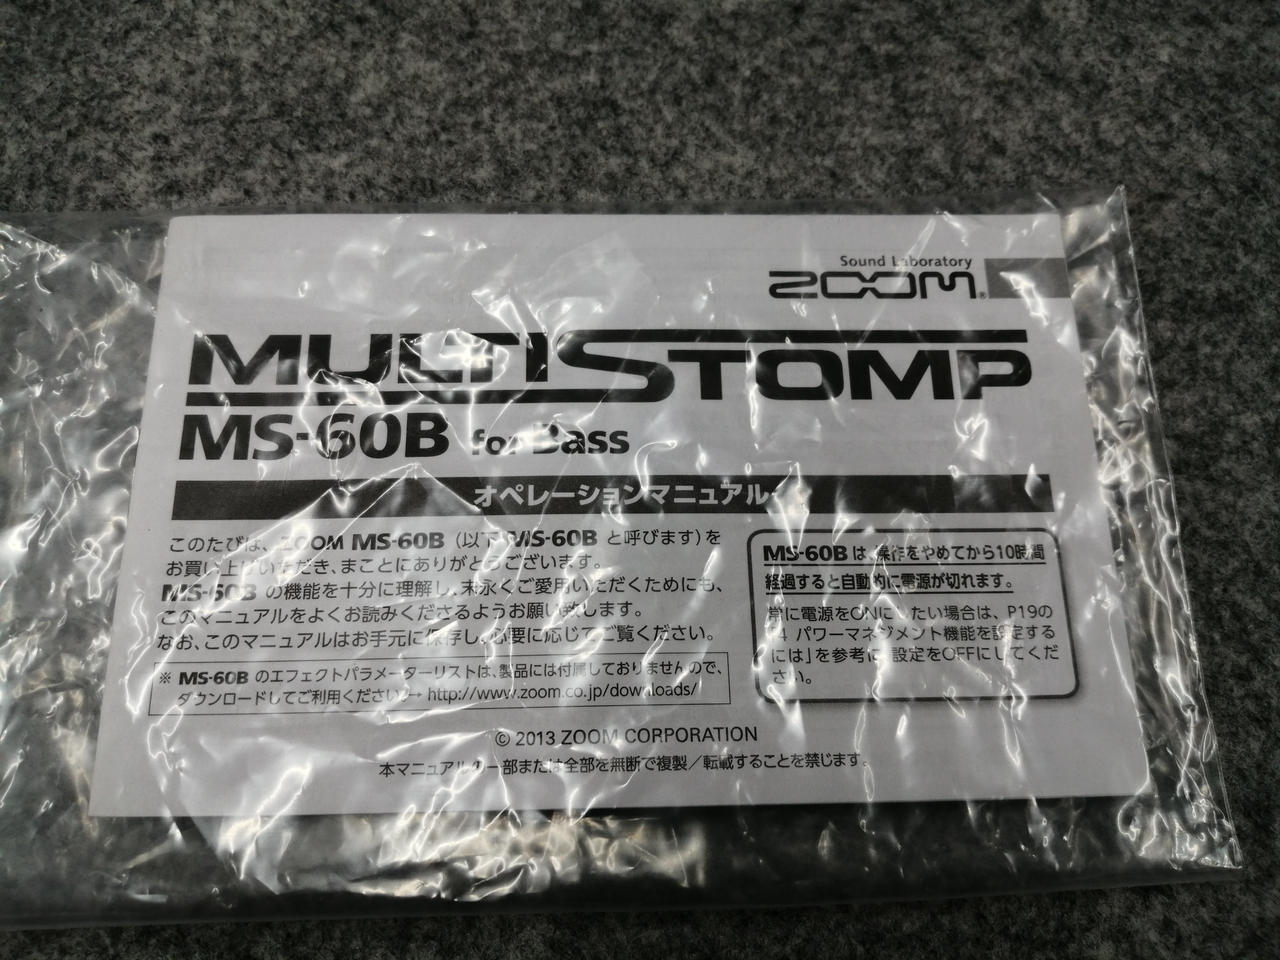 Sound Laboratory
ZOOM®
MULTISTOMP
MS-60B for Bass
オペレーションマニュアル
このたびは、ZOOM MS-60B (以下 MS-60B と呼びます)を
お買い上げいただき、まことにありがとうございます。
MS-60B の機能を十分に理解し、末永くご愛用いただくためにも、
このマニュアルをよくお読みくださるようお願い致します。
なお、このマニュアルはお手元に保存し、必要に応じてご覧ください。
※ MS-60B のエフェクトパラメーターリストは、製品には付属しておりませんので、
ダウンロードしてご利用ください→ http://www.zoom.co.jp/downloads/
MS-60B は、操作をやめてから10時間
経過すると自動的に電源が切れます。
常に電源をONにしたい場合は、P19の
「4 パワーマネジメント機能を設定する
には」を参考に、設定をOFFにしてくだ
さい。
© 2013 ZOOM CORPORATION
本マニュアルの一部または全部を無断で複製／転載することを禁じます。